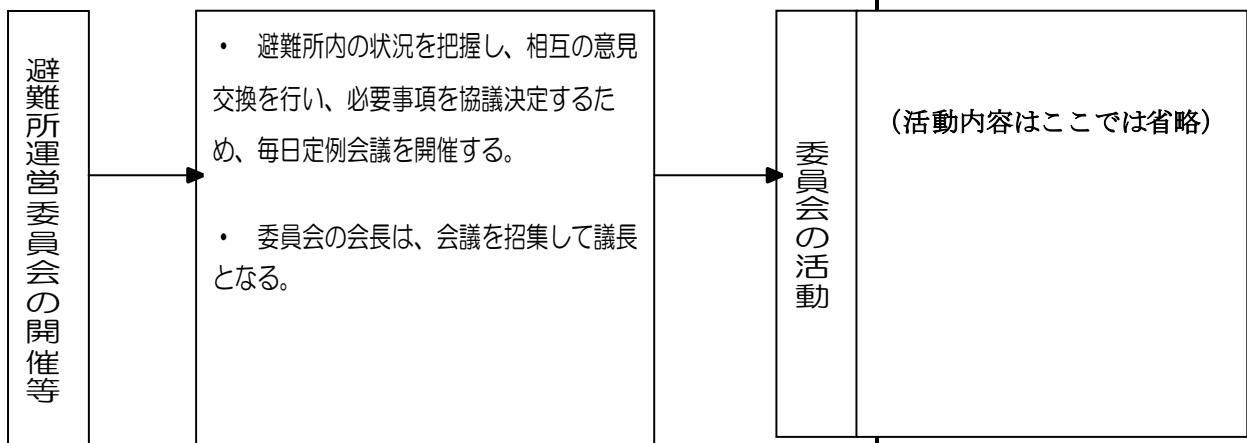 避難所運営委員会の開催等
・　避難所内の状況を把握し、相互の意見
交換を行い、必要事項を協議決定するた
め、毎日定例会議を開催する。
・　委員会の会長は、会議を招集して議長
となる。
委員会の活動
（活動内容はここでは省略）